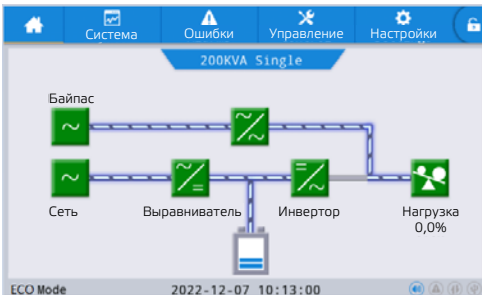 Система Ошибки Управление Настройки
200KVA Single
Байпас
Сеть Выравниватель Инвертор Нагрузка
0,0%
ECO Mode 2022-12-07 10:13:00